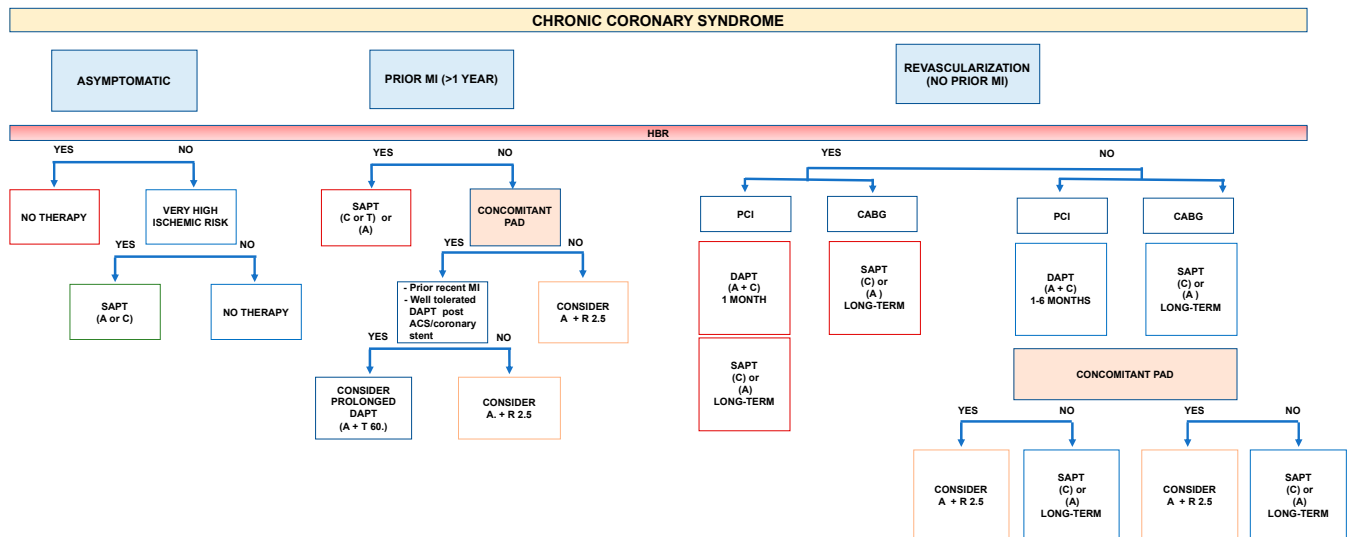 CHRONIC CORONARY SYNDROME
ASYMPTOMATIC
PRIOR MI (>1 YEAR)
REVASCULARIZATION
(NO PRIOR MI)
HBR
YES
NO
YES
NO
YES
NO
NO THERAPY
VERY HIGH
ISCHEMIC RISK
SAPT
(C or T) or
(A)
CONCOMITANT
PAD
PCI
CABG
PCI
CABG
YES
NO
YES
NO
SAPT
(A or C)
NO THERAPY
- Prior recent MI
- Well tolerated
DAPT post
ACS/coronary
stent
CONSIDER
A + R 2.5
DAPT
(A + C)
1 MONTH
SAPT
(C) or
(A )
LONG-TERM
DAPT
(A + C)
1-6 MONTHS
SAPT
(C) or
(A )
LONG-TERM
YES
NO
CONSIDER
PROLONGED
DAPT
(A + T 60.)
CONSIDER
A. + R 2.5
SAPT
(C) or
(A)
LONG-TERM
CONCOMITANT PAD
YES
NO
YES
NO
CONSIDER
A + R 2.5
SAPT
(C) or
(A)
LONG-TERM
CONSIDER
A + R 2.5
SAPT
(C) or
(A)
LONG-TERM